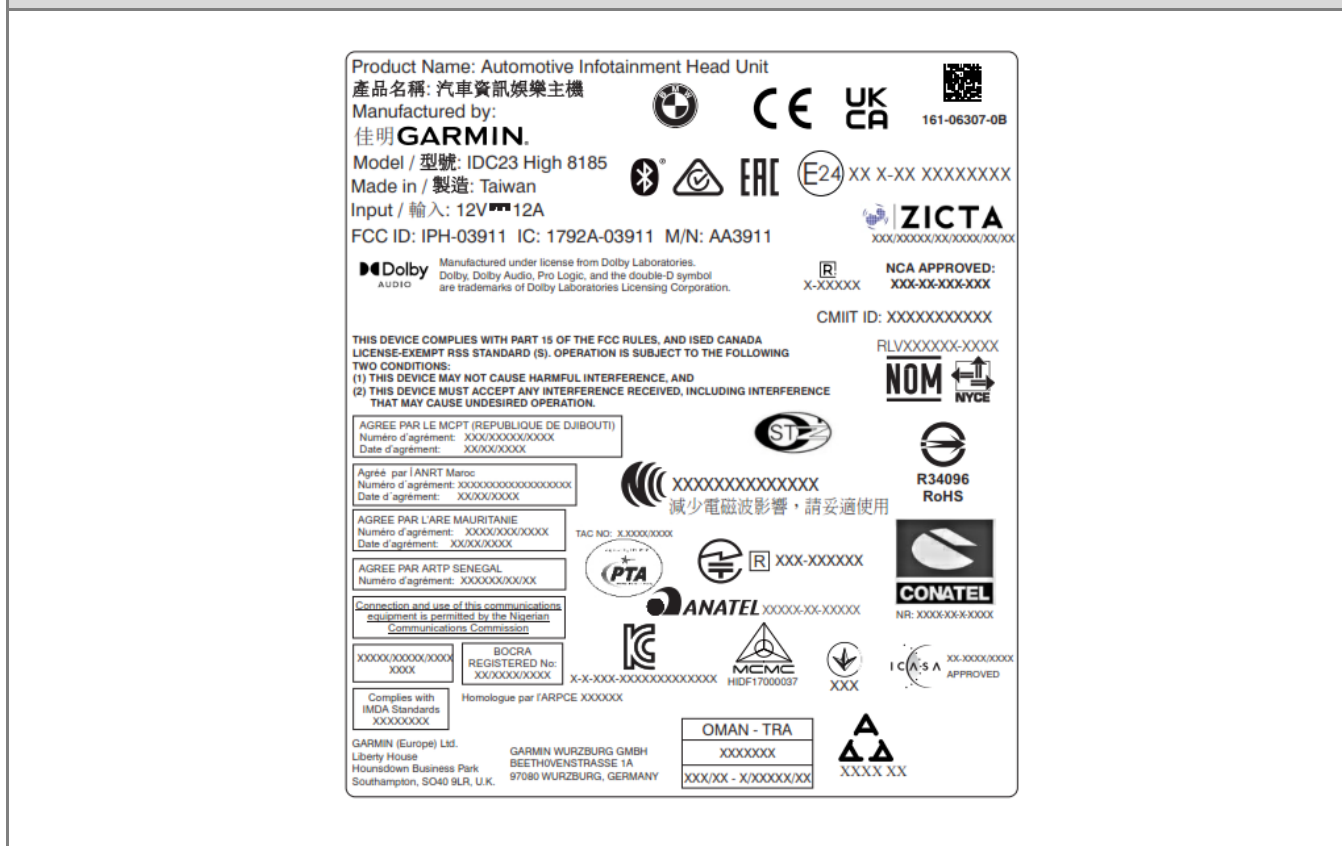 Product Name: Automotive Infotainment Head Unit
產品名稱: 汽車資訊娛樂主機
Manufactured by:
佳明GARMIN.
Model / 型號: IDC23 High 8185
Made in / 製造: Taiwan
Input / 輸入: 12V 12A
FCC ID: IPH-03911 IC: 1792A-03911 M/N: AA3911
BMW
CE
UK
CA
161-06307-0B
EAC
E24 XX X-XX XXXXXXXX
ZICTA
XXX/XXXXX/XX/XXXX/XX/XX
Dolby
AUDIO
Manufactured under license from Dolby Laboratories.
Dolby, Dolby Audio, Pro Logic, and the double-D symbol
are trademarks of Dolby Laboratories Licensing Corporation.
R
X-XXXXX
NCA APPROVED:
XXX-XX-XXX-XXX
CMIIT ID: XXXXXXXXXXX
THIS DEVICE COMPLIES WITH PART 15 OF THE FCC RULES, AND ISED CANADA
LICENSE-EXEMPT RSS STANDARD (S). OPERATION IS SUBJECT TO THE FOLLOWING
TWO CONDITIONS:
(1) THIS DEVICE MAY NOT CAUSE HARMFUL INTERFERENCE, AND
(2) THIS DEVICE MUST ACCEPT ANY INTERFERENCE RECEIVED, INCLUDING INTERFERENCE
THAT MAY CAUSE UNDESIRED OPERATION.
RLVXXXXXX-XXXX
NOM
NYCE
AGREE PAR LE MCPT (REPUBLIQUE DE DJIBOUTI)
Numéro d'agrément: XXX/XXXXX/XXXX
Date d'agrément: XX/XX/XXXX
Agréé par l ANRT Maroc
Numéro d´agrément: XXXXXXXXXXXXXXXXXX
Date d´agrément: XX/XX/XXXX
XXXXXXXXXXXXXX
減少電磁波影響，請妥適使用
R34096
RoHS
AGREE PAR L'ARE MAURITANIE
Numéro d'agrément: XXXX/XXX/XXXX
Date d'agrément: XX/XX/XXXX
TAC NO: X.XXXX/XXXX
PTA
R XXX-XXXXXX
CONATEL
NR: XXXX-XX-X-XXXX
AGREE PAR ARTP SENEGAL
Numéro d'agrément: XXXXXX/XX/XX
ANATEL XXXXX-XX-XXXXX
Connection and use of this communications
equipment is permitted by the Nigerian
Communications Commission
XXXXX/XXXXX/XXXX
XXXX
BOCRA
REGISTERED No:
XX/XXXX/XXXX
X-X-XXX-XXXXXXXXXXXXX
MCMC
HIDF17000037
XXX
ICASA
XX-XXXX/XXXX
APPROVED
Complies with
IMDA Standards
XXXXXXXX
Homologue par l'ARPCE XXXXXX
GARMIN (Europe) Ltd.
Liberty House
Hounsdown Business Park
Southampton, SO40 9LR, U.K.
GARMIN WURZBURG GMBH
BEETH0VENSTRASSE 1A
97080 WURZBURG, GERMANY
OMAN - TRA
XXXXXXX
XXX/XX - X/XXXXX/XX
XXXX XX